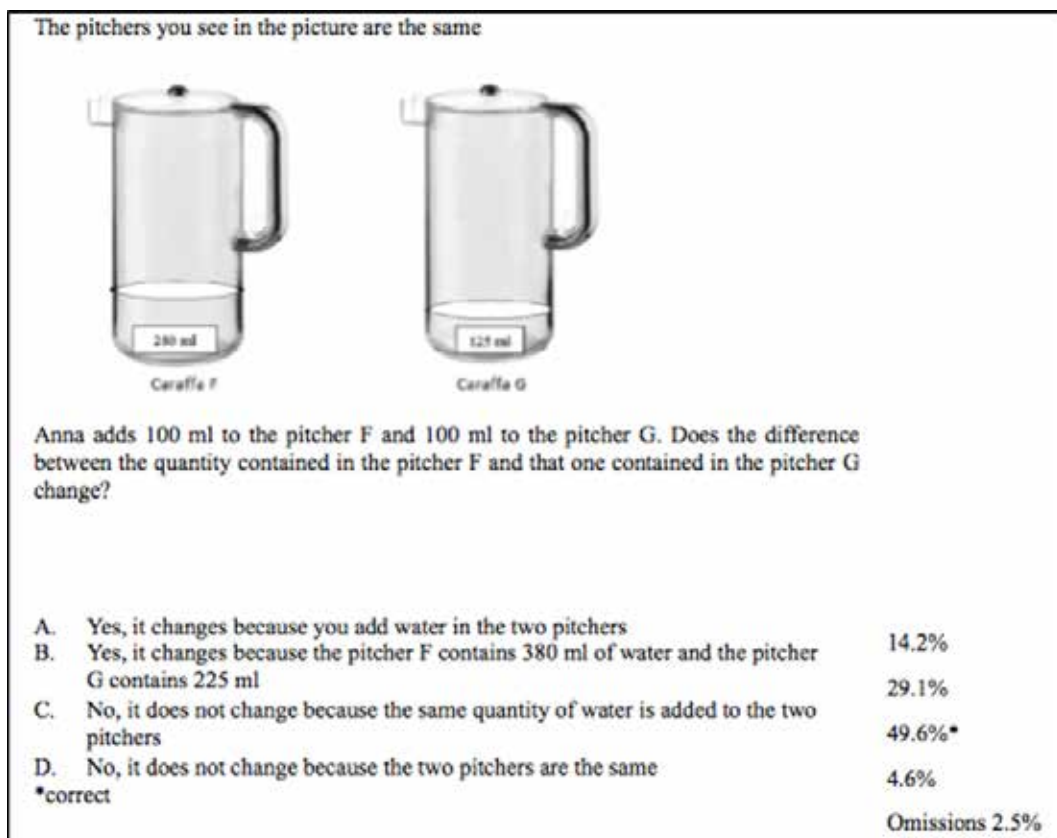 The pitchers you see in the picture are the same
280 ml
125 ml
Caraffa F
Caraffa G
Anna adds 100 ml to the pitcher F and 100 ml to the pitcher G. Does the difference
between the quantity contained in the pitcher F and that one contained in the pitcher G
change?
A. Yes, it changes because you add water in the two pitchers
14.2%
B. Yes, it changes because the pitcher F contains 380 ml of water and the pitcher
G contains 225 ml
29.1%
C. No, it does not change because the same quantity of water is added to the two
pitchers
49.6%*
D. No, it does not change because the two pitchers are the same
4.6%
*correct
Omissions 2.5%